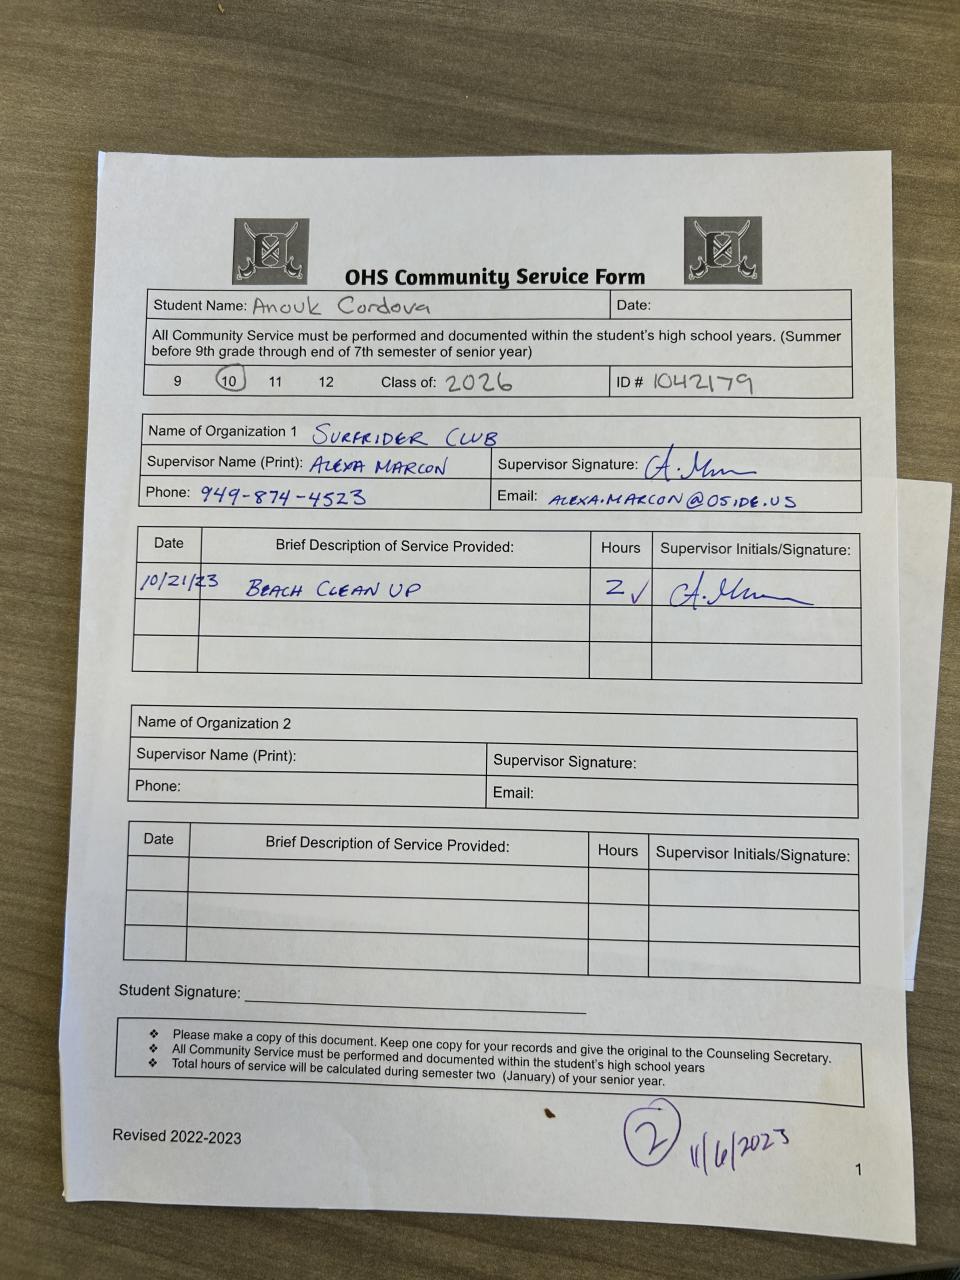 OHS Community Service Form
Student Name: Anouk Cordova Date:
All Community Service must be performed and documented within the student's high school years. (Summer
before 9th grade through end of 7th semester of senior year)
9 10 11 12 Class of: 2026 ID # 1042179
Name of Organization 1 SURFRIDER CLUB
Supervisor Name (Print): ALEXA MARCON Supervisor Signature: A. M
Phone: 949-874-4523 Email: ALEXA.MARCON@OSIDE.US
Date Brief Description of Service Provided: Hours Supervisor Initials/Signature:
10/21/23 BEACH CLEAN UP 2 ✓ A. M
Name of Organization 2
Supervisor Name (Print): Supervisor Signature:
Phone: Email:
Date Brief Description of Service Provided: Hours Supervisor Initials/Signature:
Student Signature:
❖ Please make a copy of this document. Keep one copy for your records and give the original to the Counseling Secretary.
❖ All Community Service must be performed and documented within the student's high school years
❖ Total hours of service will be calculated during semester two (January) of your senior year.
Revised 2022-2023
2 11/6/2023
1